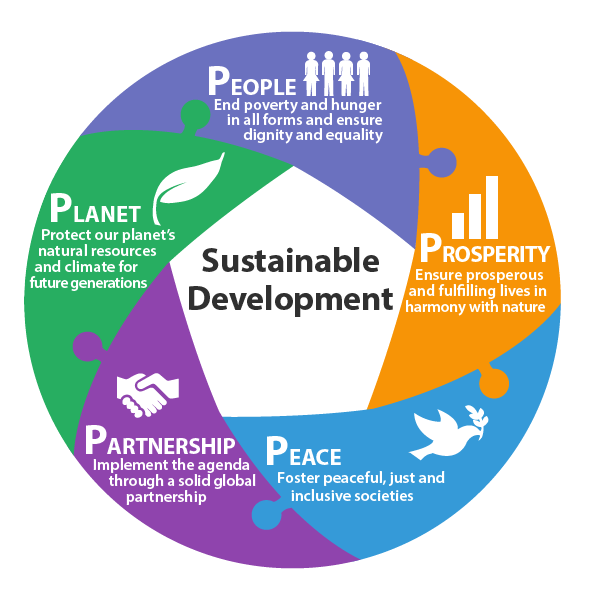 PEOPLE
End poverty and hunger
in all forms and ensure
dignity and equality
PROSPERITY
Ensure prosperous
and fulfilling lives in
harmony with nature
PEACE
Foster peaceful, just and
inclusive societies
PARTNERSHIP
Implement the agenda
through a solid global
partnership
PLANET
Protect our planet's
natural resources
and climate for
future generations
Sustainable
Development